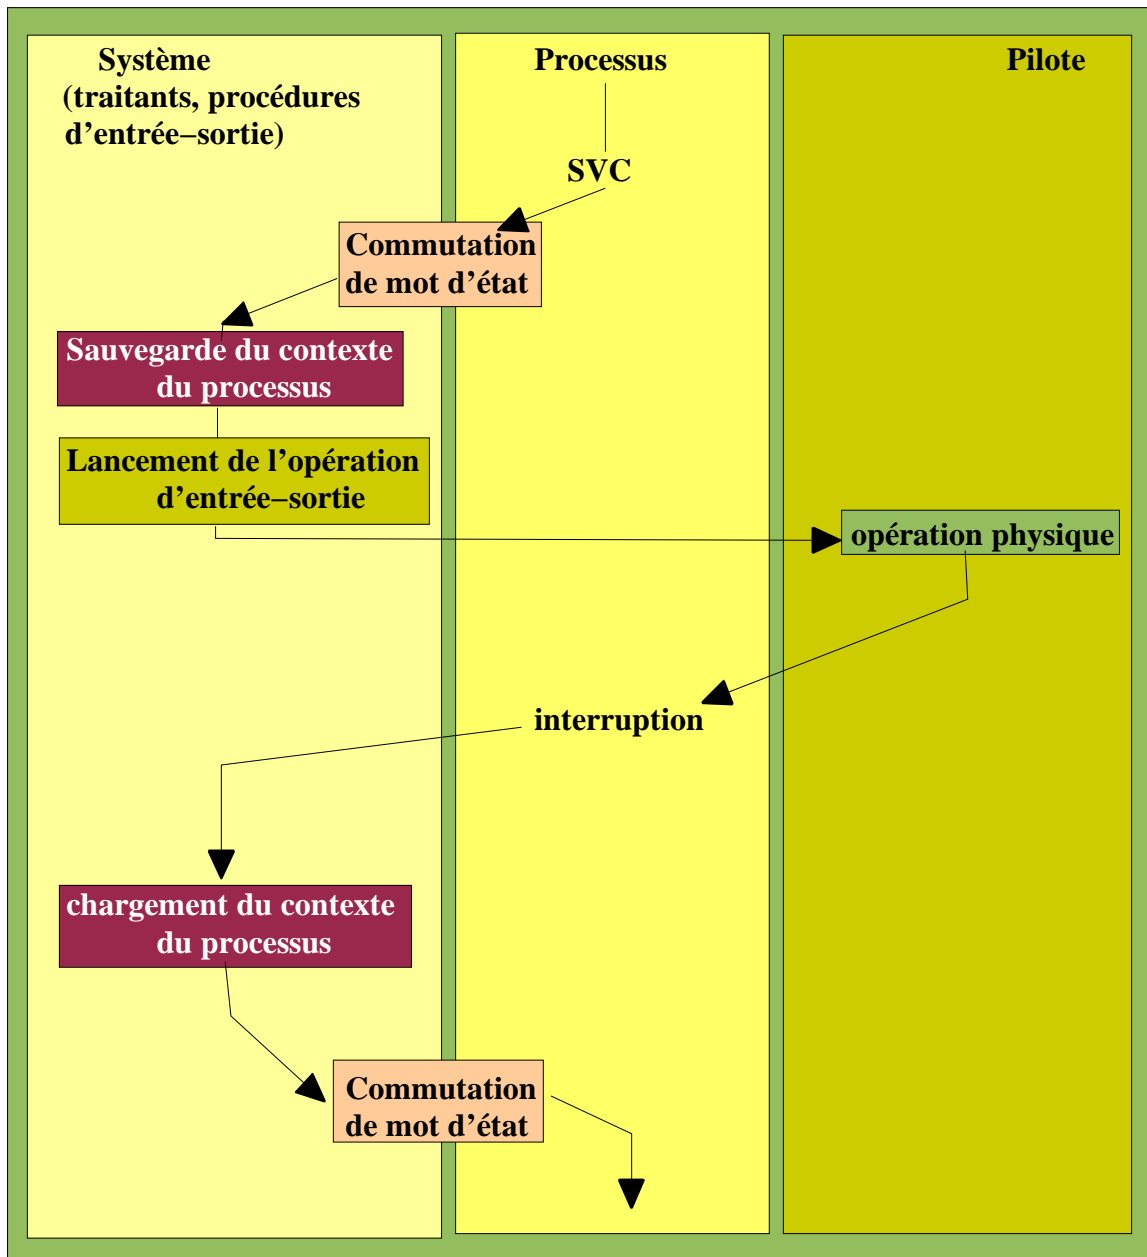 Système
(traitants, procédures
d'entrée−sortie)
Processus
Pilote
SVC
Commutation
de mot d'état
Sauvegarde du contexte
du processus
Lancement de l'opération
d'entrée−sortie
opération physique
interruption
chargement du contexte
du processus
Commutation
de mot d'état